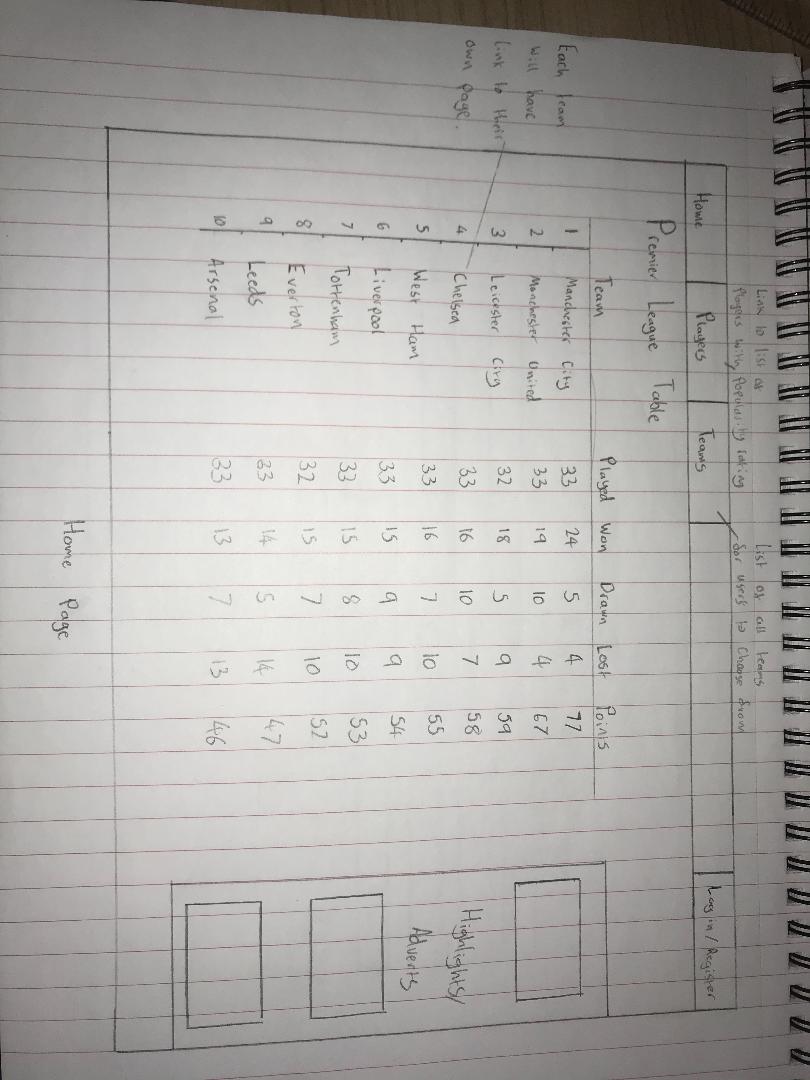 Link to list of
Players with Popularity rating
List of all teams
for users to Choose from
Home Players Teams Log in / Register
Premier League Table
Each team
will have
link to their
own page.
Team Played Won Drawn Lost Points
1 Manchester City 33 24 5 4 77
2 Manchester United 33 19 10 4 67
3 Leicester City 32 18 5 9 59
4 Chelsea 33 16 10 7 58
5 West Ham 33 16 7 10 55
6 Liverpool 33 15 9 9 54
7 Tottenham 33 15 8 10 53
8 Everton 32 15 7 10 52
9 Leeds 33 14 5 14 47
10 Arsenal 33 13 7 13 46
Highlights/
Adverts
Home Page